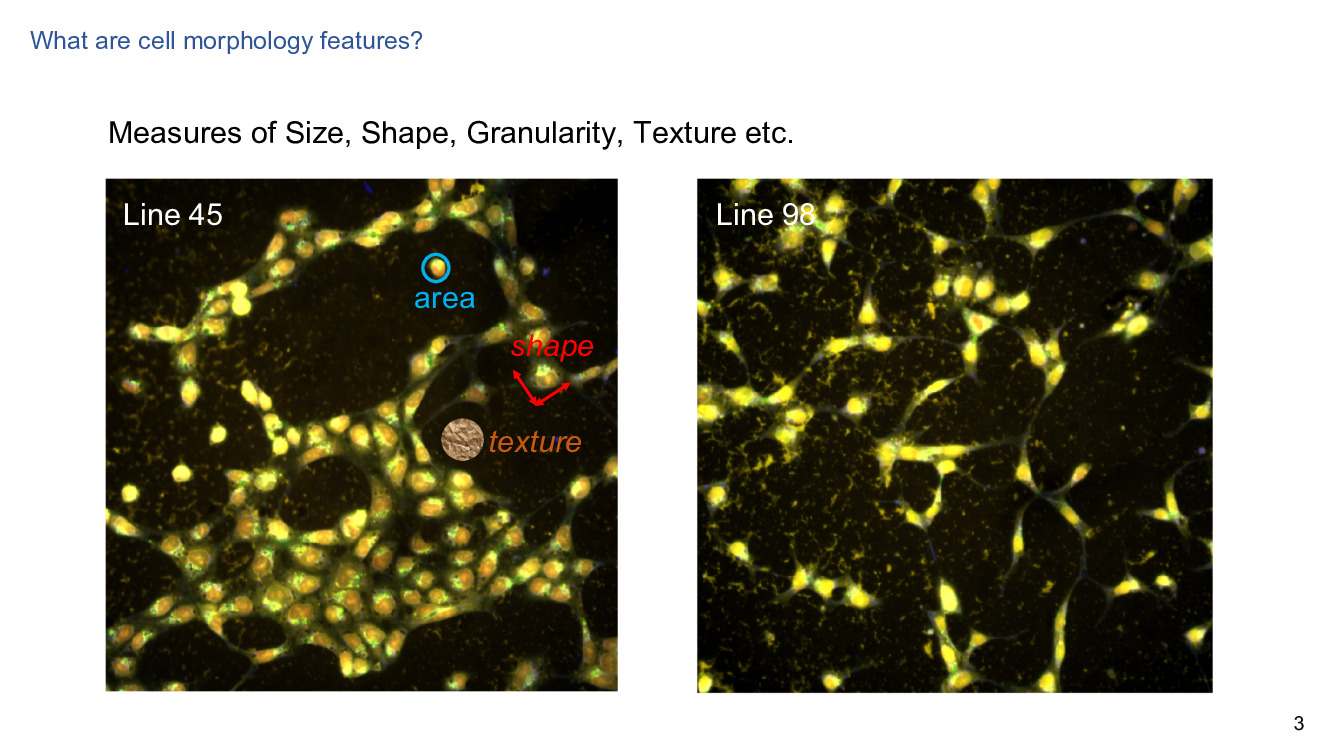 What are cell morphology features?
Measures of Size, Shape, Granularity, Texture etc.
Line 45
Line 98
area
shape
texture
3